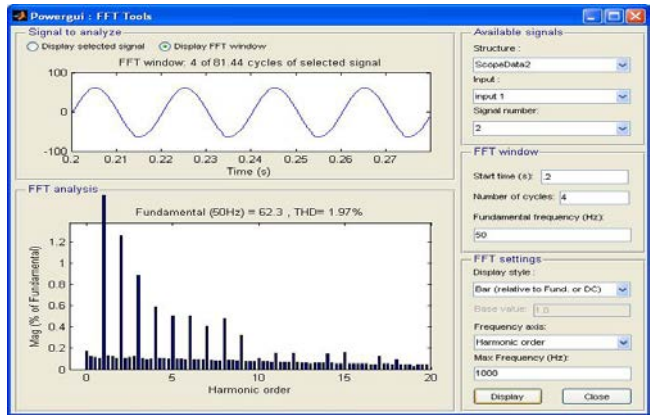 Powergui : FFT Tools
Signal to analyze
Display selected signal
Display FFT window
FFT window: 4 of 81.44 cycles of selected signal
100
0
-100
0.2 0.21 0.22 0.23 0.24 0.25 0.26 0.27
Time (s)
FFT analysis
Fundamental (50Hz) = 62.3 , THD= 1.97%
Mag (% of Fundamental)
1.2
1
0.8
0.6
0.4
0.2
0
0 5 10 15 20
Harmonic order
Available signals
Structure :
ScopeData2
Input :
input 1
Signal number:
2
FFT window
Start time (s): .2
Number of cycles: 4
Fundamental frequency (Hz):
50
FFT settings
Display style :
Bar (relative to Fund. or DC)
Base value: 1.0
Frequency axis:
Harmonic order
Max Frequency (Hz):
1000
Display
Close